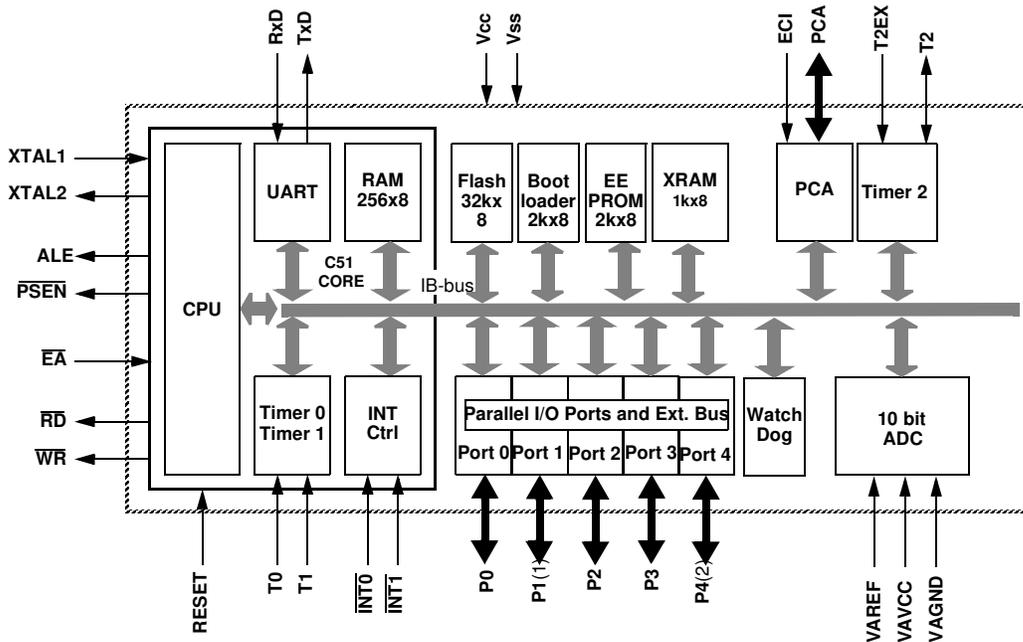 RxD
TxD
Vcc
Vss
ECI
PCA
T2EX
T2
XTAL1
XTAL2
ALE
PSEN
EA
RD
WR
CPU
UART
RAM
256x8
C51
CORE
IB-bus
Flash
32kx
8
Boot
loader
2kx8
EE
PROM
2kx8
XRAM
1kx8
PCA
Timer 2
Timer 0
Timer 1
INT
Ctrl
Parallel I/O Ports and Ext. Bus
Port 0
Port 1
Port 2
Port 3
Port 4
Watch
Dog
10 bit
ADC
RESET
T0
T1
INT0
INT1
P0
P1(1)
P2
P3
P4(2)
VAREF
VAVCC
VAGND